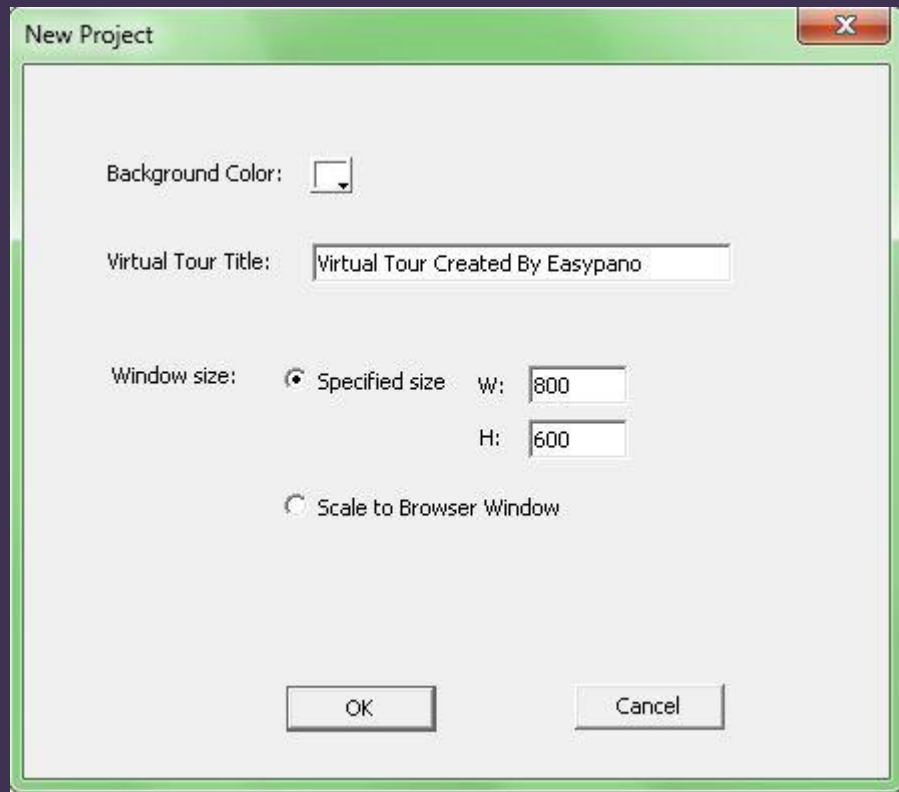 New Project
Background Color:
Virtual Tour Title: Virtual Tour Created By Easypano
Window size: Specified size W: 800
H: 600
Scale to Browser Window
OK Cancel